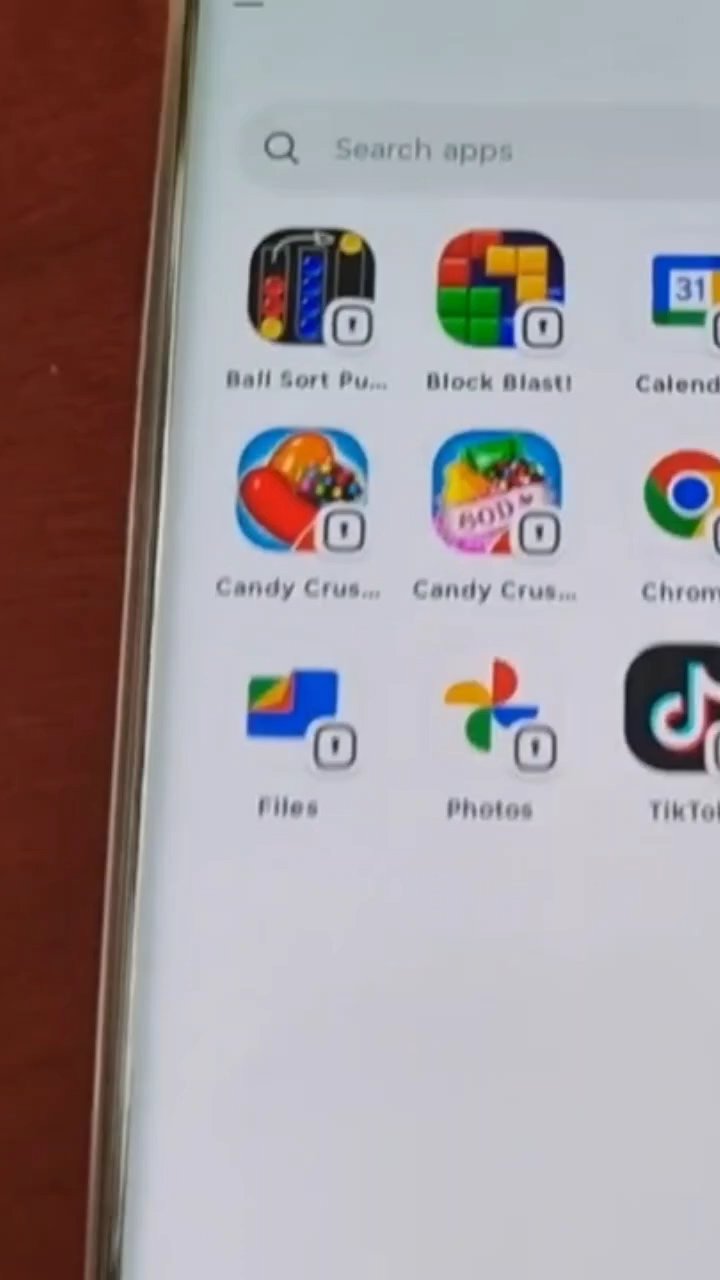 Search apps
Ball Sort Pu...
Block Blast!
31
Calend
Candy Crus...
Candy Crus...
Chrom
Files
Photos
TikTo